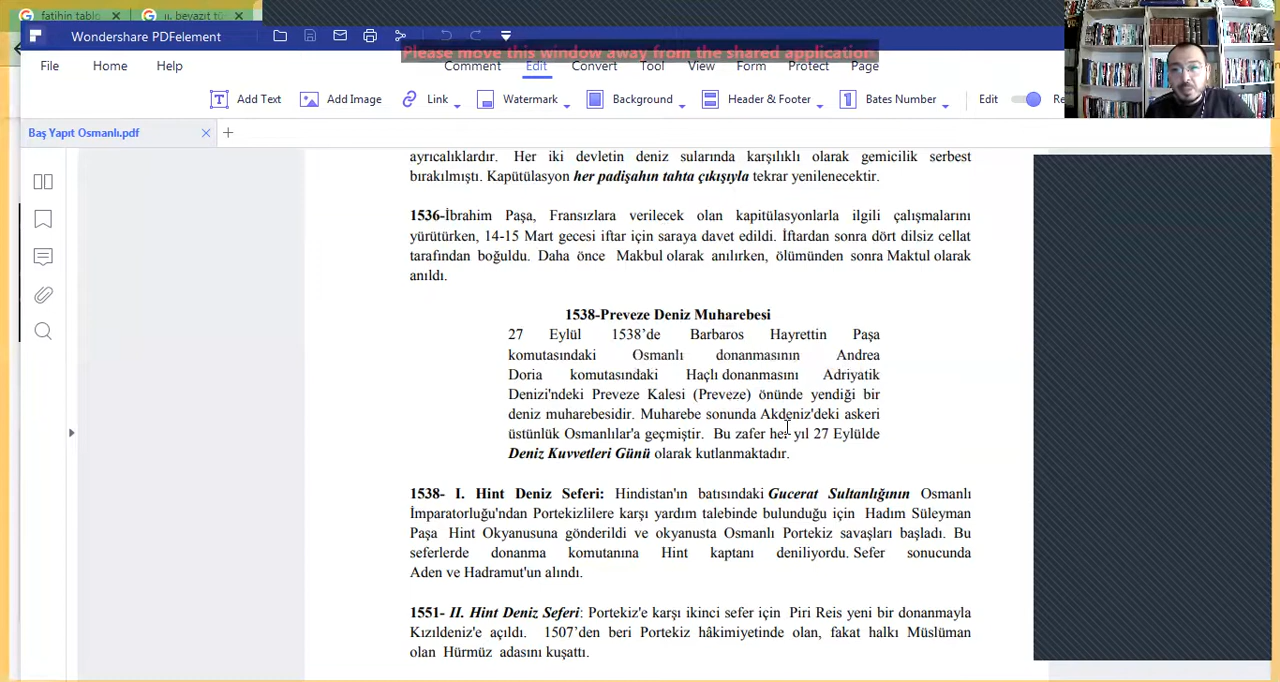 fatihin tablo
ıı. beyazıt tü
Wondershare PDFelement
Please move this window away from the shared application.
File Home Help Comment Edit Convert Tool View Form Protect Page
Add Text Add Image Link Watermark Background Header & Footer Bates Number Edit
Baş Yapıt Osmanlı.pdf
ayrıcalıklardır. Her iki devletin deniz sularında karşılıklı olarak gemicilik serbest
bırakılmıştı. Kapütülasyon her padişahın tahta çıkışıyla tekrar yenilenecektir.
1536-İbrahim Paşa, Fransızlara verilecek olan kapitülasyonlarla ilgili çalışmalarını
yürütürken, 14-15 Mart gecesi iftar için saraya davet edildi. İftardan sonra dört dilsiz cellat
tarafından boğuldu. Daha önce Makbul olarak anılırken, ölümünden sonra Maktul olarak
anıldı.
1538-Preveze Deniz Muharebesi
27 Eylül 1538’de Barbaros Hayrettin Paşa
komutasındaki Osmanlı donanmasının Andrea
Doria komutasındaki Haçlı donanmasını Adriyatik
Denizi'ndeki Preveze Kalesi (Preveze) önünde yendiği bir
deniz muharebesidir. Muharebe sonunda Akdeniz'deki askeri
üstünlük Osmanlılar'a geçmiştir. Bu zafer her yıl 27 Eylülde
Deniz Kuvvetleri Günü olarak kutlanmaktadır.
1538- I. Hint Deniz Seferi: Hindistan'ın batısındaki Gucerat Sultanlığının Osmanlı
İmparatorluğu'ndan Portekizlilere karşı yardım talebinde bulunduğu için Hadım Süleyman
Paşa Hint Okyanusuna gönderildi ve okyanusta Osmanlı Portekiz savaşları başladı. Bu
seferlerde donanma komutanına Hint kaptanı deniliyordu. Sefer sonucunda
Aden ve Hadramut'un alındı.
1551- II. Hint Deniz Seferi: Portekiz'e karşı ikinci sefer için Piri Reis yeni bir donanmayla
Kızıldeniz'e açıldı. 1507’den beri Portekiz hâkimiyetinde olan, fakat halkı Müslüman
olan Hürmüz adasını kuşattı.